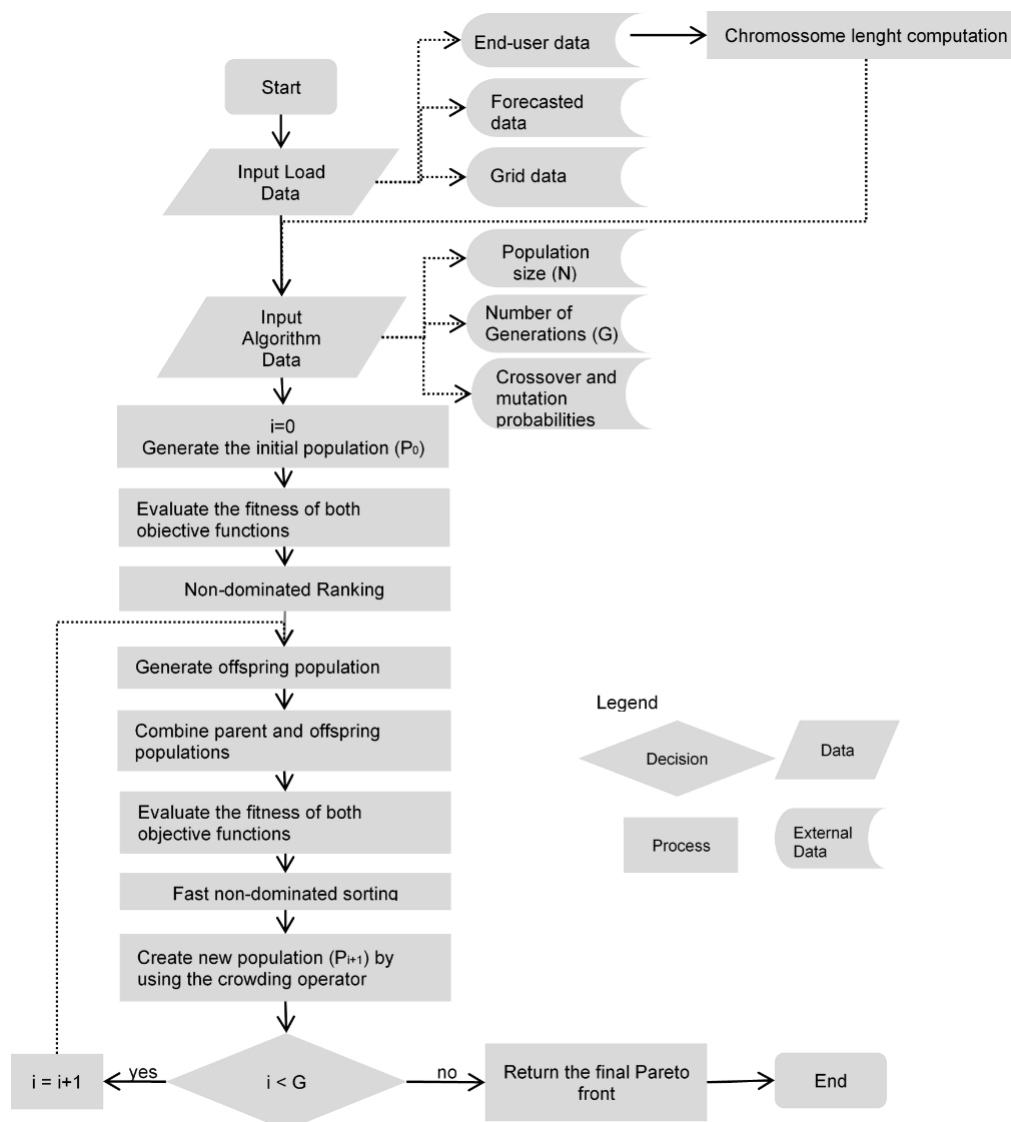 Start
Input Load
Data
End-user data
Chromossome lenght computation
Forecasted
data
Grid data
Input
Algorithm
Data
Population
size (N)
Number of
Generations (G)
Crossover and
mutation
probabilities
i=0
Generate the initial population (P₀)
Evaluate the fitness of both
objective functions
Non-dominated Ranking
Generate offspring population
Combine parent and offspring
populations
Evaluate the fitness of both
objective functions
Fast non-dominated sorting
Create new population (Pᵢ₊₁) by
using the crowding operator
i < G
yes
i = i+1
no
Return the final Pareto
front
End
Legend
Decision
Data
Process
External
Data